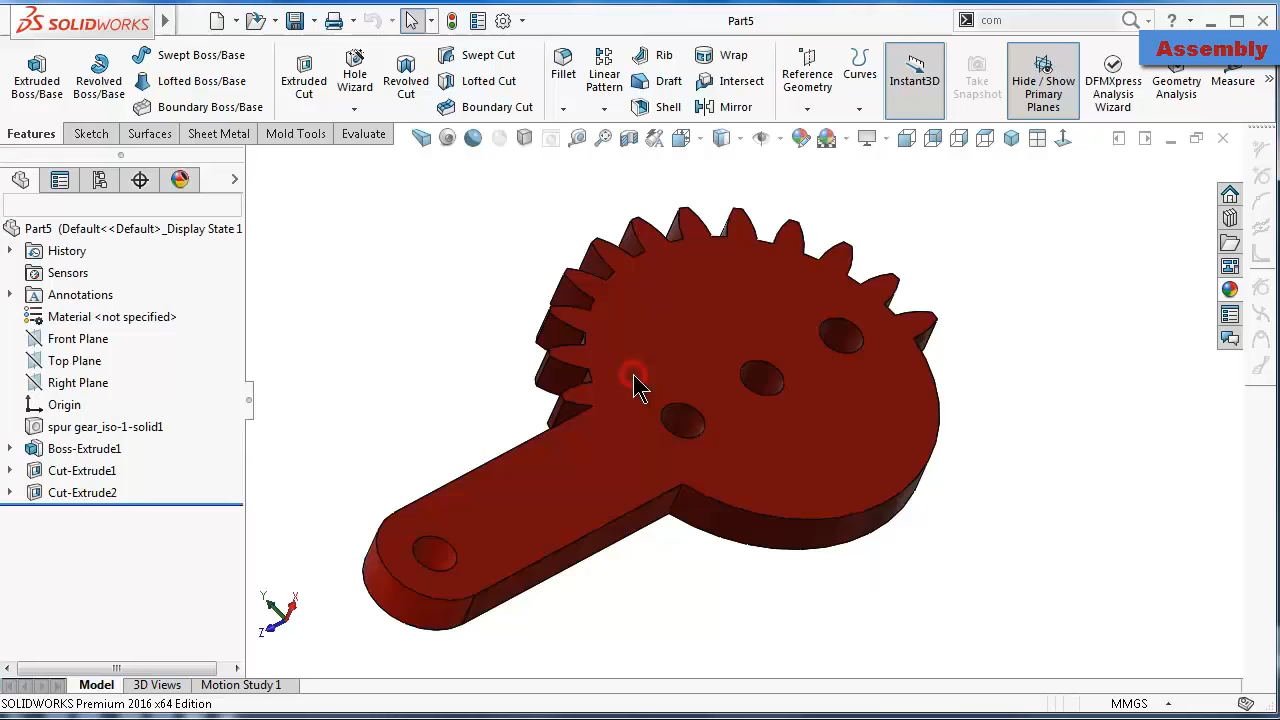 SOLIDWORKS
Part5
com
?
Assembly
Extruded Boss/Base
Revolved Boss/Base
Swept Boss/Base
Lofted Boss/Base
Boundary Boss/Base
Extruded Cut
Hole Wizard
Revolved Cut
Swept Cut
Lofted Cut
Boundary Cut
Fillet
Linear Pattern
Rib
Draft
Shell
Wrap
Intersect
Mirror
Reference Geometry
Curves
Instant3D
Take Snapshot
Hide / Show Primary Planes
DFMXpress Analysis Wizard
Geometry Analysis
Measure
Features
Sketch
Surfaces
Sheet Metal
Mold Tools
Evaluate
Part5 (Default<<Default>_Display State 1
History
Sensors
Annotations
Material <not specified>
Front Plane
Top Plane
Right Plane
Origin
spur gear_iso-1-solid1
Boss-Extrude1
Cut-Extrude1
Cut-Extrude2
Y
X
Z
Model
3D Views
Motion Study 1
SOLIDWORKS Premium 2016 x64 Edition
MMGS